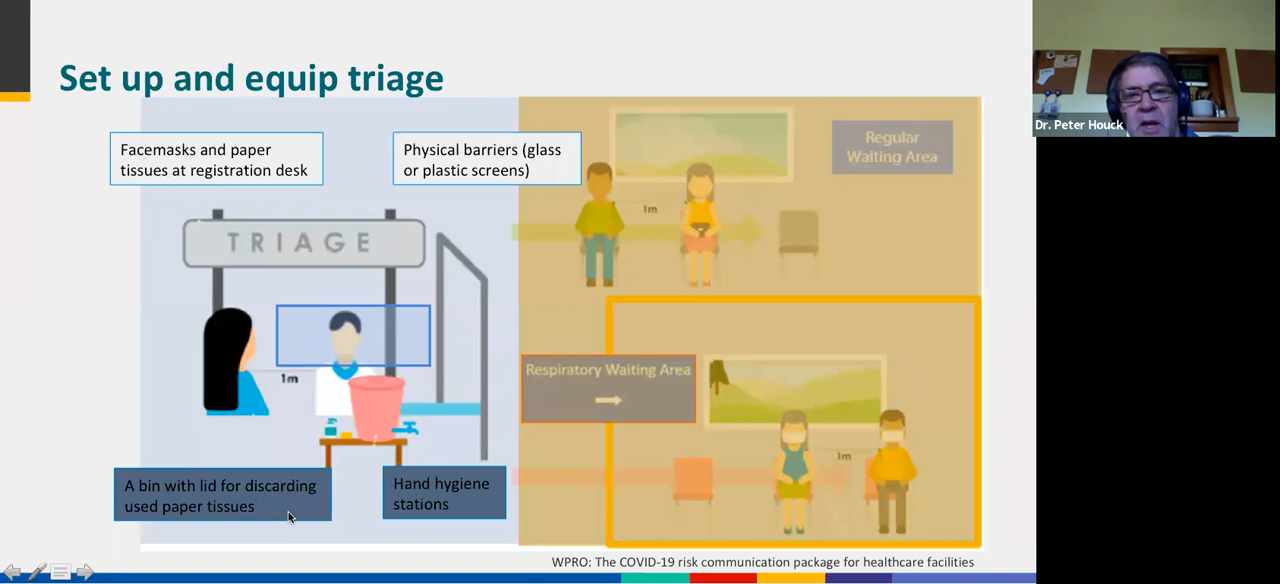 Set up and equip triage
Facemasks and paper
tissues at registration desk
Physical barriers (glass
or plastic screens)
Regular
Waiting Area
1m
TRIAGE
1m
Respiratory Waiting Area
1m
A bin with lid for discarding
used paper tissues
Hand hygiene
stations
WPRO: The COVID-19 risk communication package for healthcare facilities
Dr. Peter Houck